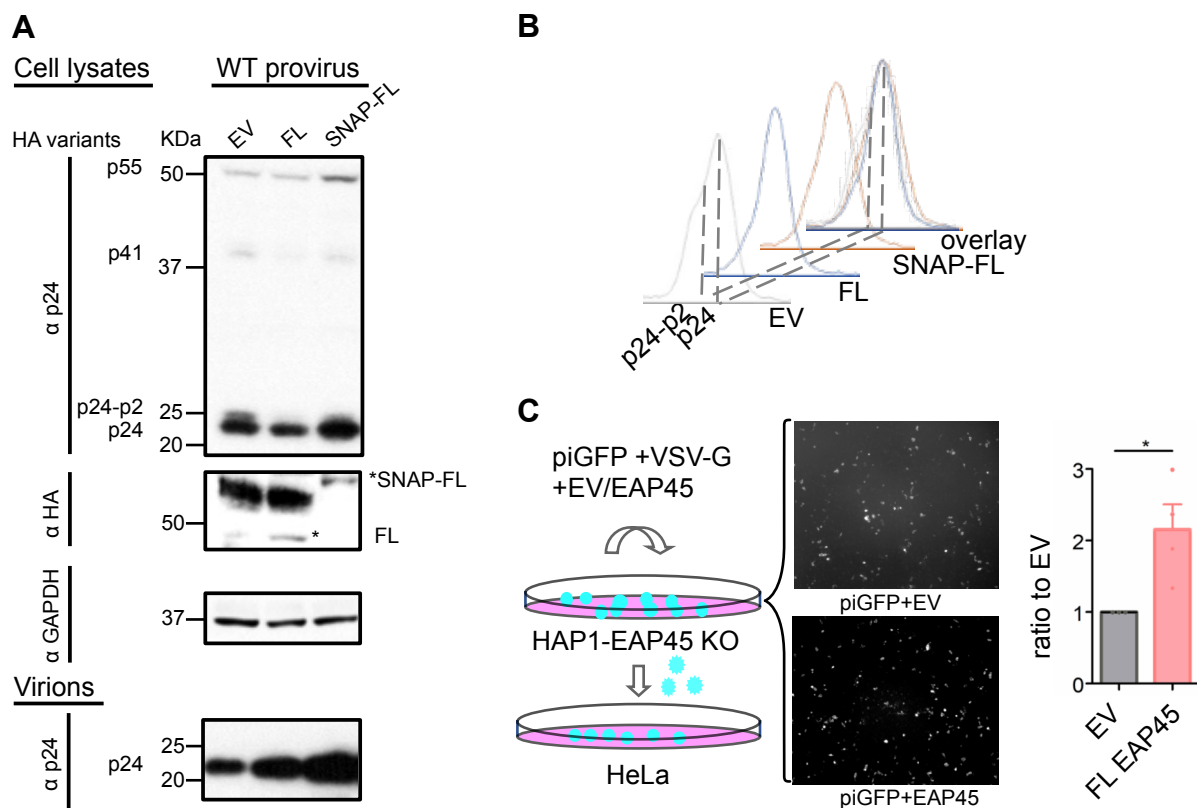 A
Cell lysates
WT provirus
HA variants
KDa
EV
FL
SNAP-FL
α p24
p55
50
p41
37
p24-p2
25
p24
20
α HA
*SNAP-FL
50
*
FL
α GAPDH
37
Virions
α p24
p24
25
20
B
overlay
SNAP-FL
FL
EV
p24-p2
p24
C
piGFP +VSV-G
+EV/EAP45
HAP1-EAP45 KO
HeLa
piGFP+EV
piGFP+EAP45
ratio to EV
3
2
1
0
*
EV
FL EAP45